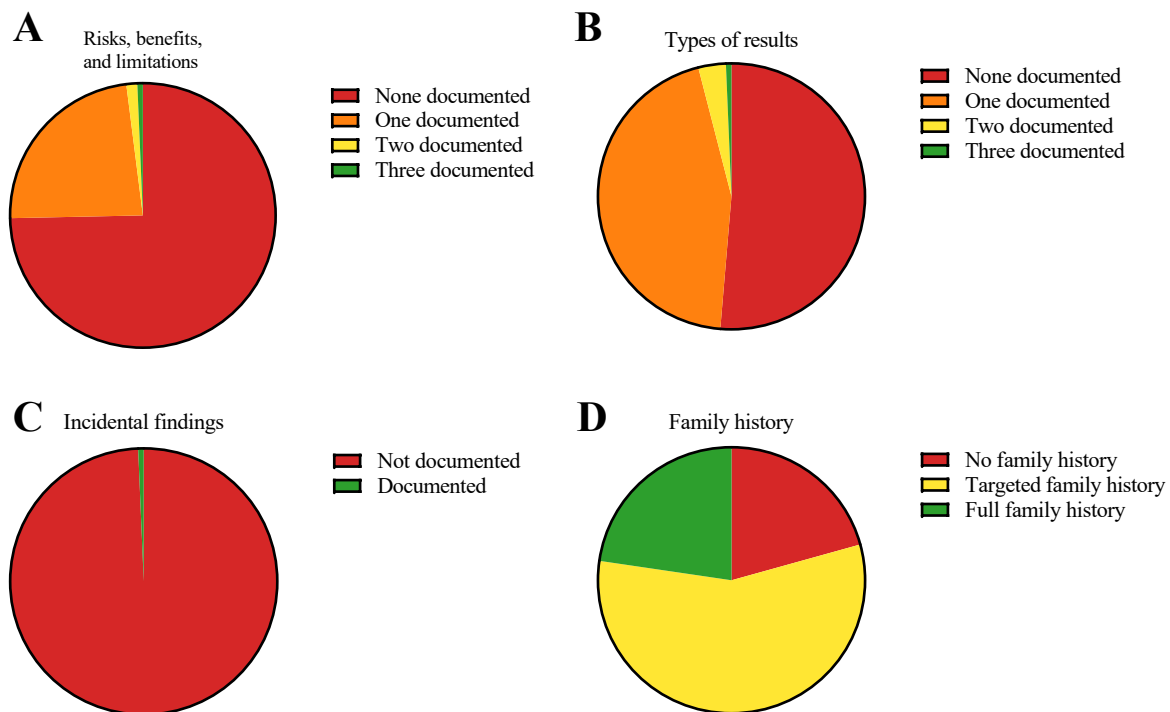 A
Risks, benefits,
and limitations
None documented
One documented
Two documented
Three documented
B
Types of results
None documented
One documented
Two documented
Three documented
C
Incidental findings
Not documented
Documented
D
Family history
No family history
Targeted family history
Full family history